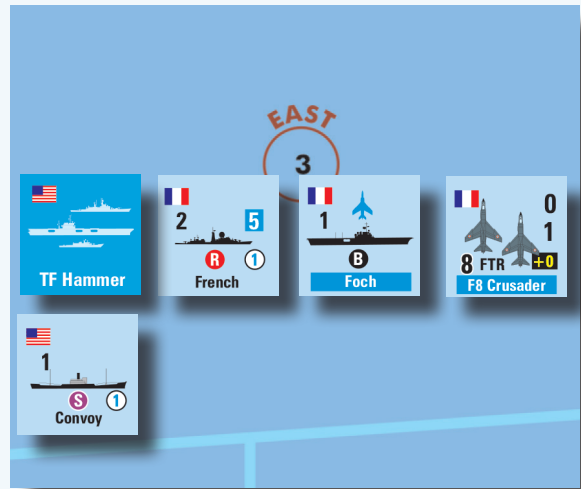 EAST
3
TF Hammer
2
5
R
1
French
1
B
Foch
0
1
8 FTR +0
F8 Crusader
1
S
1
Convoy